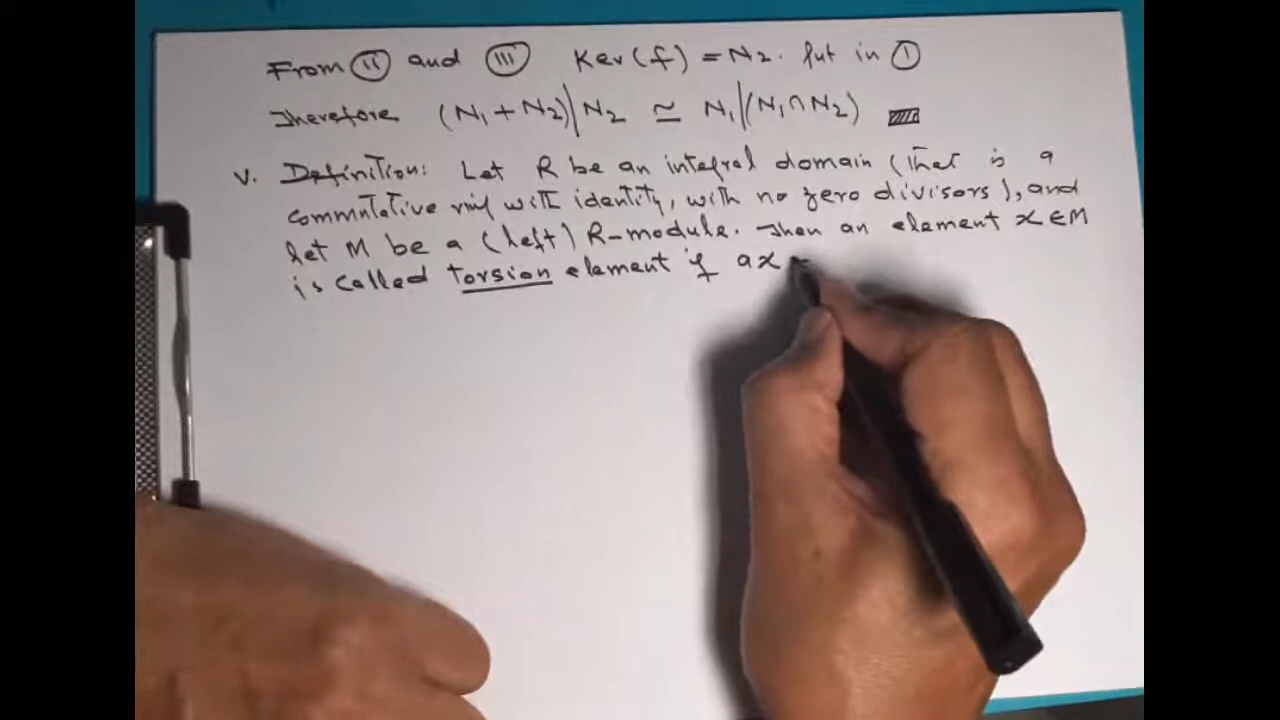 From (II) and (III) Ker(f) = N₂. Put in (I)
Therefore (N₁+N₂)|N₂ ≃ N₁|(N₁∩N₂)
V. Definition: Let R be an integral domain (That is a
commutative ring with identity, with no zero divisors), and
let M be a (left) R-module. Then an element x∈M
is called torsion element if ax